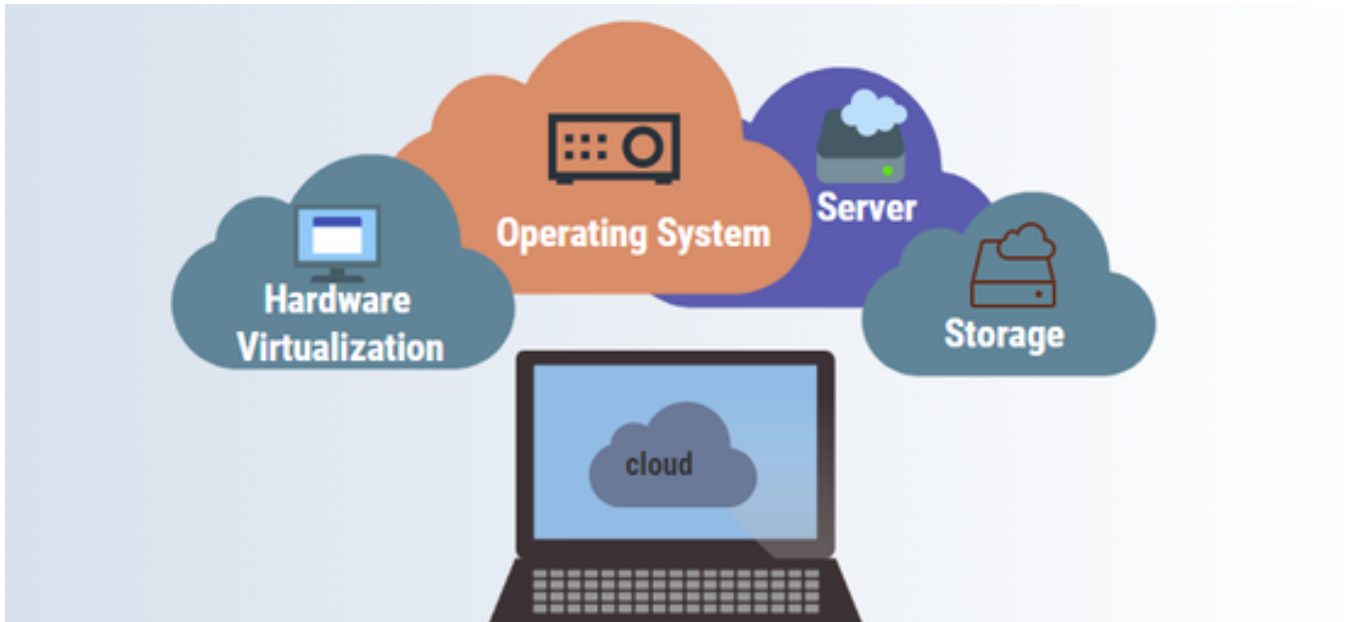 Operating System
Server
Hardware
Virtualization
Storage
cloud